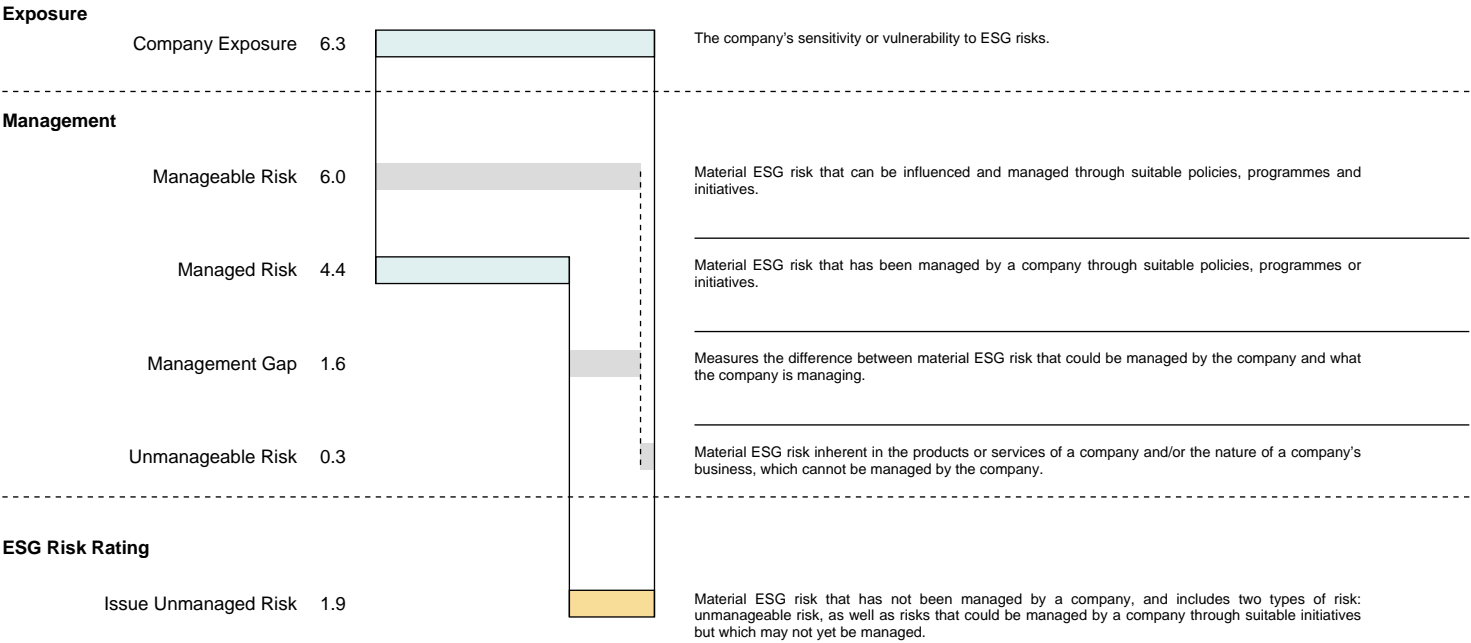 Exposure
Company Exposure 6.3
The company’s sensitivity or vulnerability to ESG risks.
Management
Manageable Risk 6.0
Material ESG risk that can be influenced and managed through suitable policies, programmes and
initiatives.
Managed Risk 4.4
Material ESG risk that has been managed by a company through suitable policies, programmes or
initiatives.
Management Gap 1.6
Measures the difference between material ESG risk that could be managed by the company and what
the company is managing.
Unmanageable Risk 0.3
Material ESG risk inherent in the products or services of a company and/or the nature of a company’s
business, which cannot be managed by the company.
ESG Risk Rating
Issue Unmanaged Risk 1.9
Material ESG risk that has not been managed by a company, and includes two types of risk:
unmanageable risk, as well as risks that could be managed by a company through suitable initiatives
but which may not yet be managed.